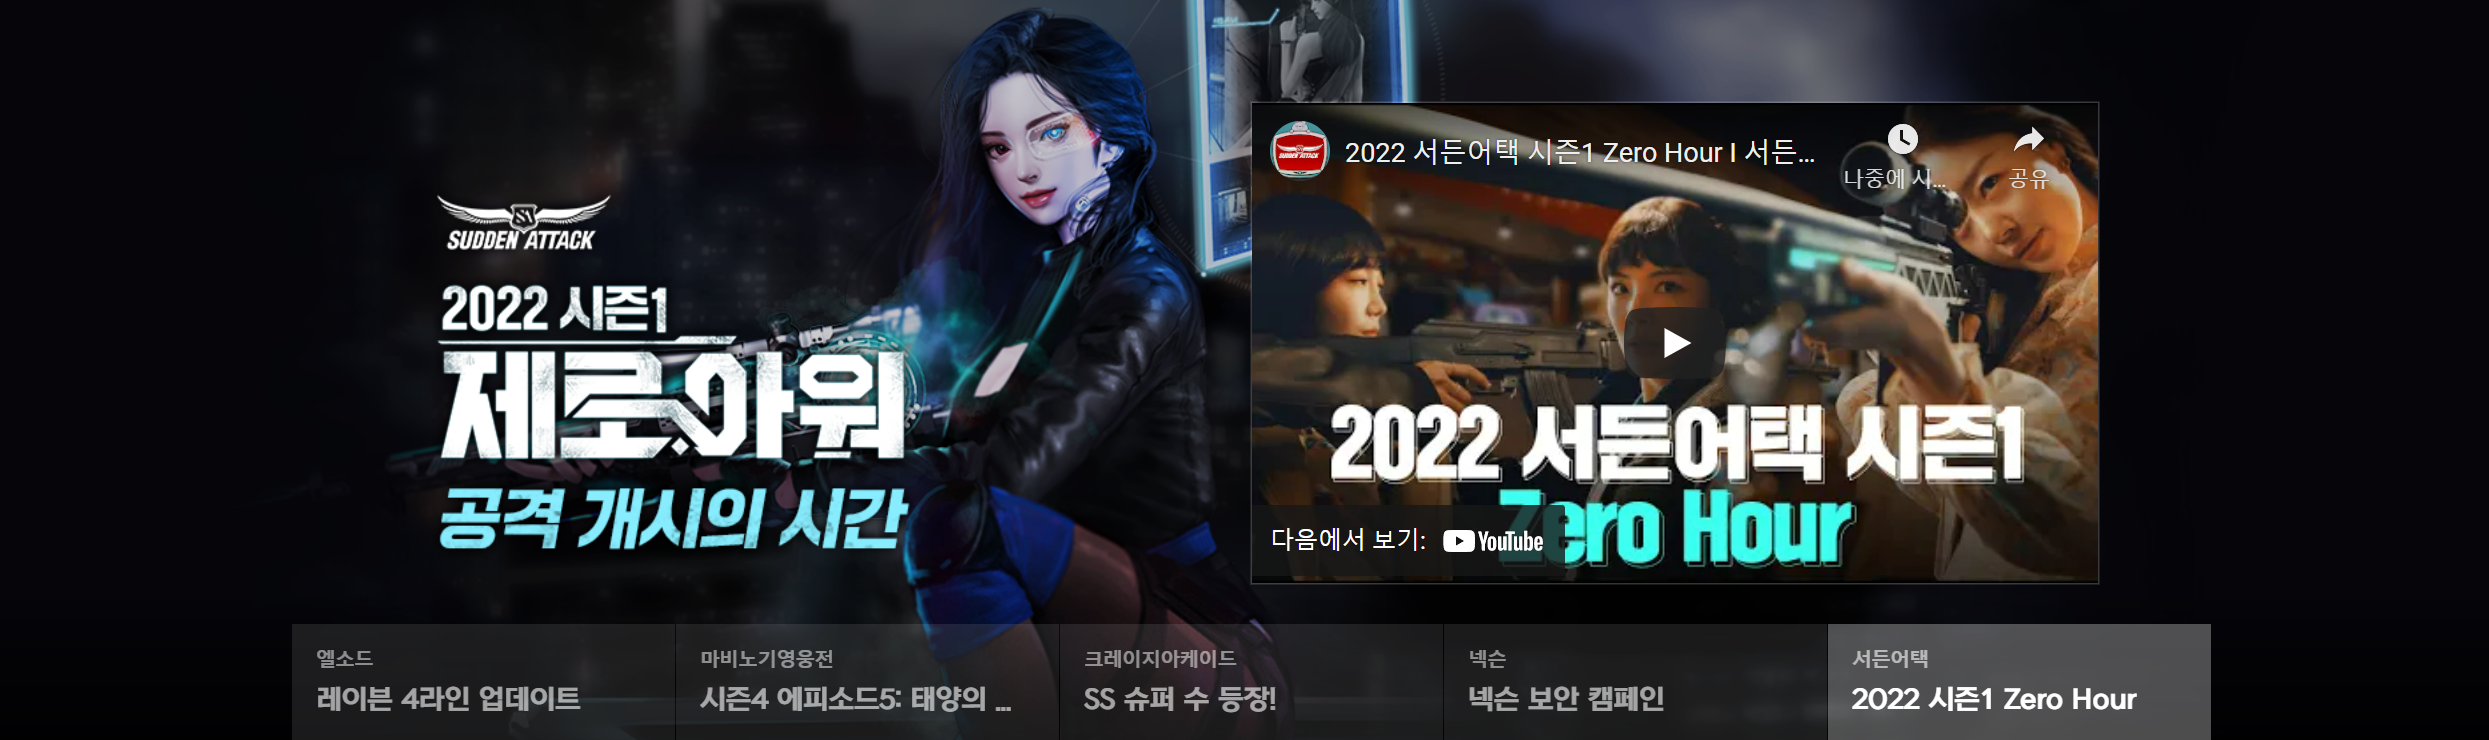 SUDDEN ATTACK
2022 시즌1
제로아워
공격 개시의 시간
SUDDEN ATTACK
2022 서든어택 시즌1 Zero Hour I 서든...
나중에 시...
공유
2022 서든어택 시즌1
Zero Hour
다음에서 보기: YouTube
엘소드
레이븐 4라인 업데이트
마비노기영웅전
시즌4 에피소드5: 태양의 ...
크레이지아케이드
SS 슈퍼 수 등장!
넥슨
넥슨 보안 캠페인
서든어택
2022 시즌1 Zero Hour